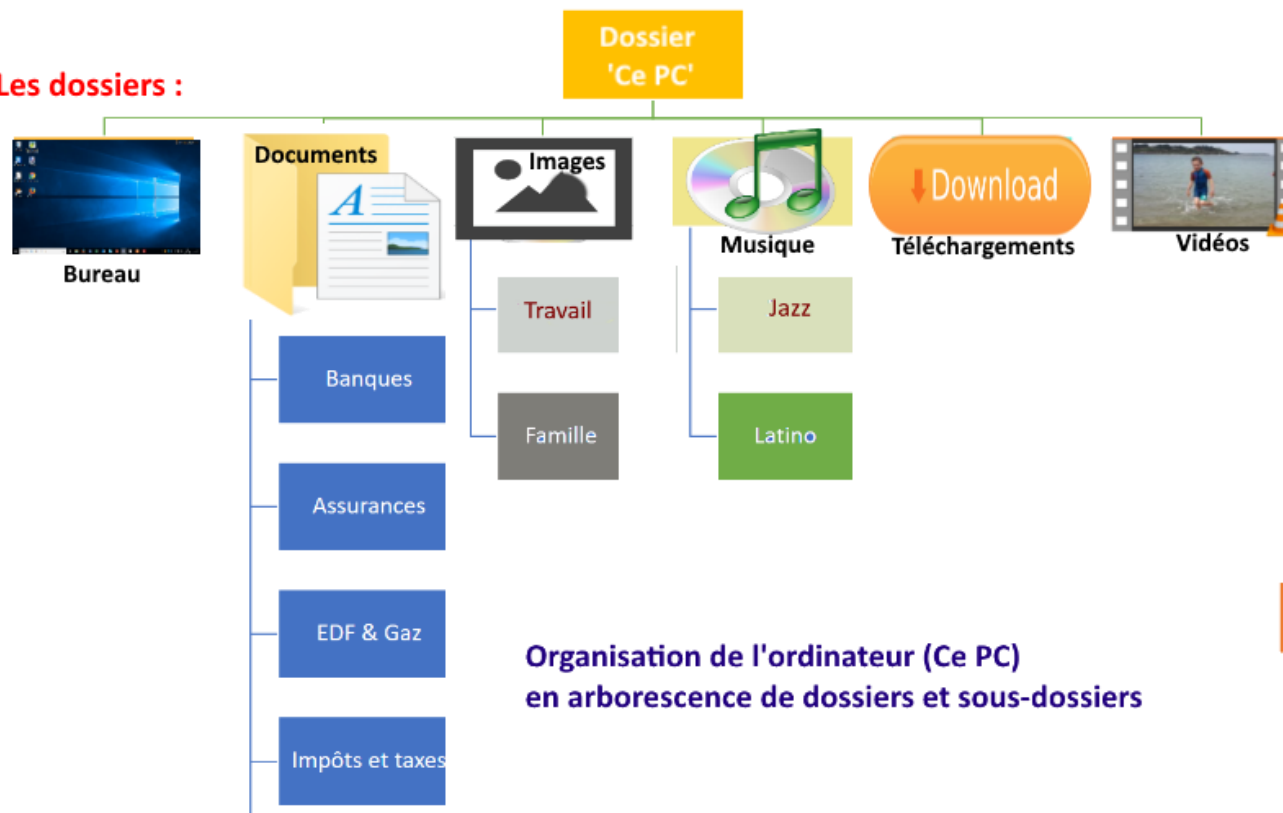 Dossier
'Ce PC'
Les dossiers :
Bureau
Documents
A
Images
Musique
Download
Téléchargements
Vidéos
Travail
Jazz
Banques
Famille
Latino
Assurances
EDF & Gaz
Organisation de l'ordinateur (Ce PC)
en arborescence de dossiers et sous-dossiers
Impôts et taxes